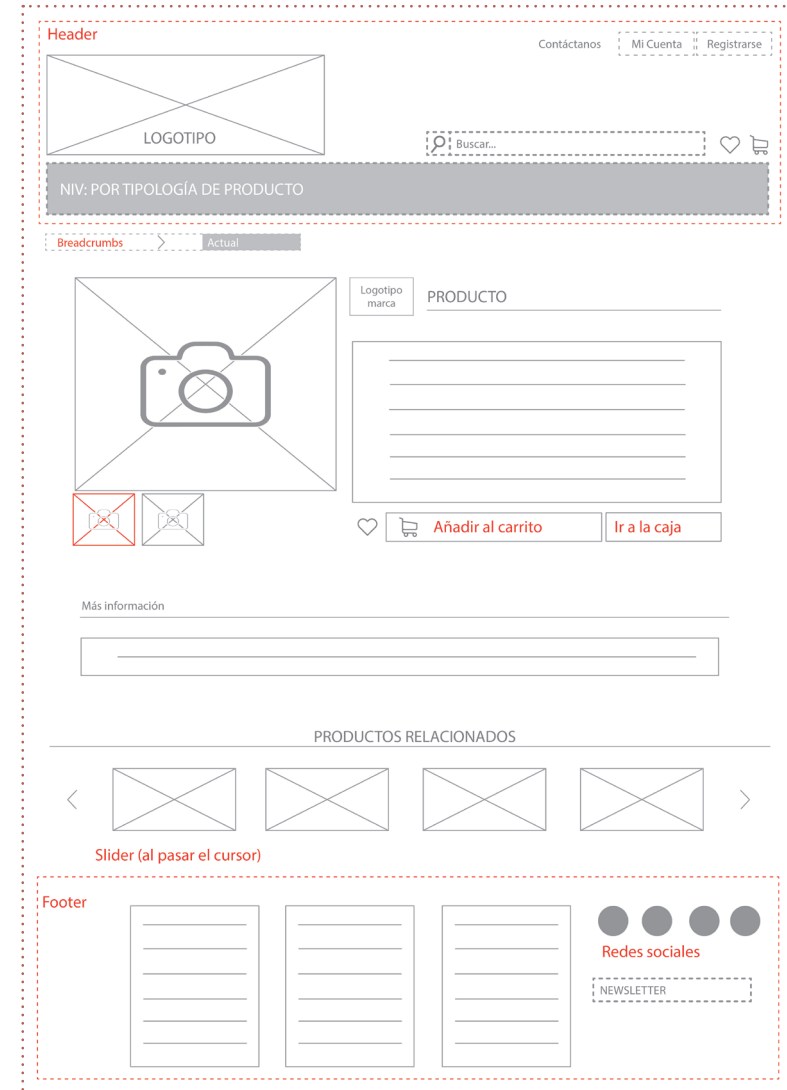 Header
Contáctanos
Mi Cuenta
Registrarse
LOGOTIPO
Buscar...
NIV: POR TIPOLOGÍA DE PRODUCTO
Breadcrumbs
Actual
Logotipo
marca
PRODUCTO
Añadir al carrito
Ir a la caja
Más información
PRODUCTOS RELACIONADOS
Slider (al pasar el cursor)
Footer
Redes sociales
NEWSLETTER